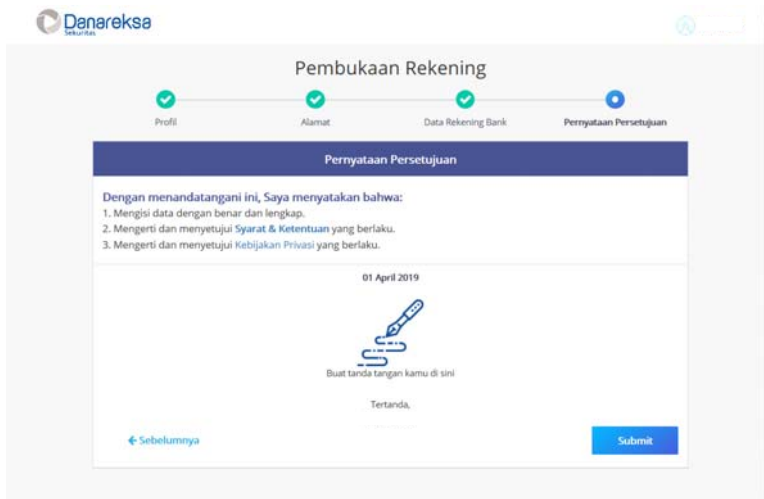 Danareksa
Sekuritas
Pembukaan Rekening
Profil
Alamat
Data Rekening Bank
Pernyataan Persetujuan
Pernyataan Persetujuan
Dengan menandatangani ini, Saya menyatakan bahwa:
1. Mengisi data dengan benar dan lengkap.
2. Mengerti dan menyetujui Syarat & Ketentuan yang berlaku.
3. Mengerti dan menyetujui Kebijakan Privasi yang berlaku.
01 April 2019
Buat tanda tangan kamu di sini
Tertanda,
← Sebelumnya
Submit